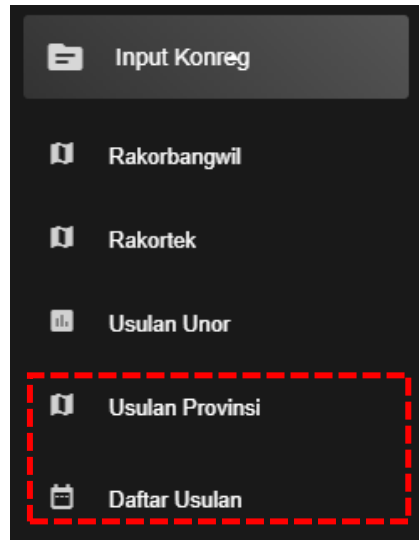 Input Konreg
Rakorbangwil
Rakortek
Usulan Unor
Usulan Provinsi
Daftar Usulan